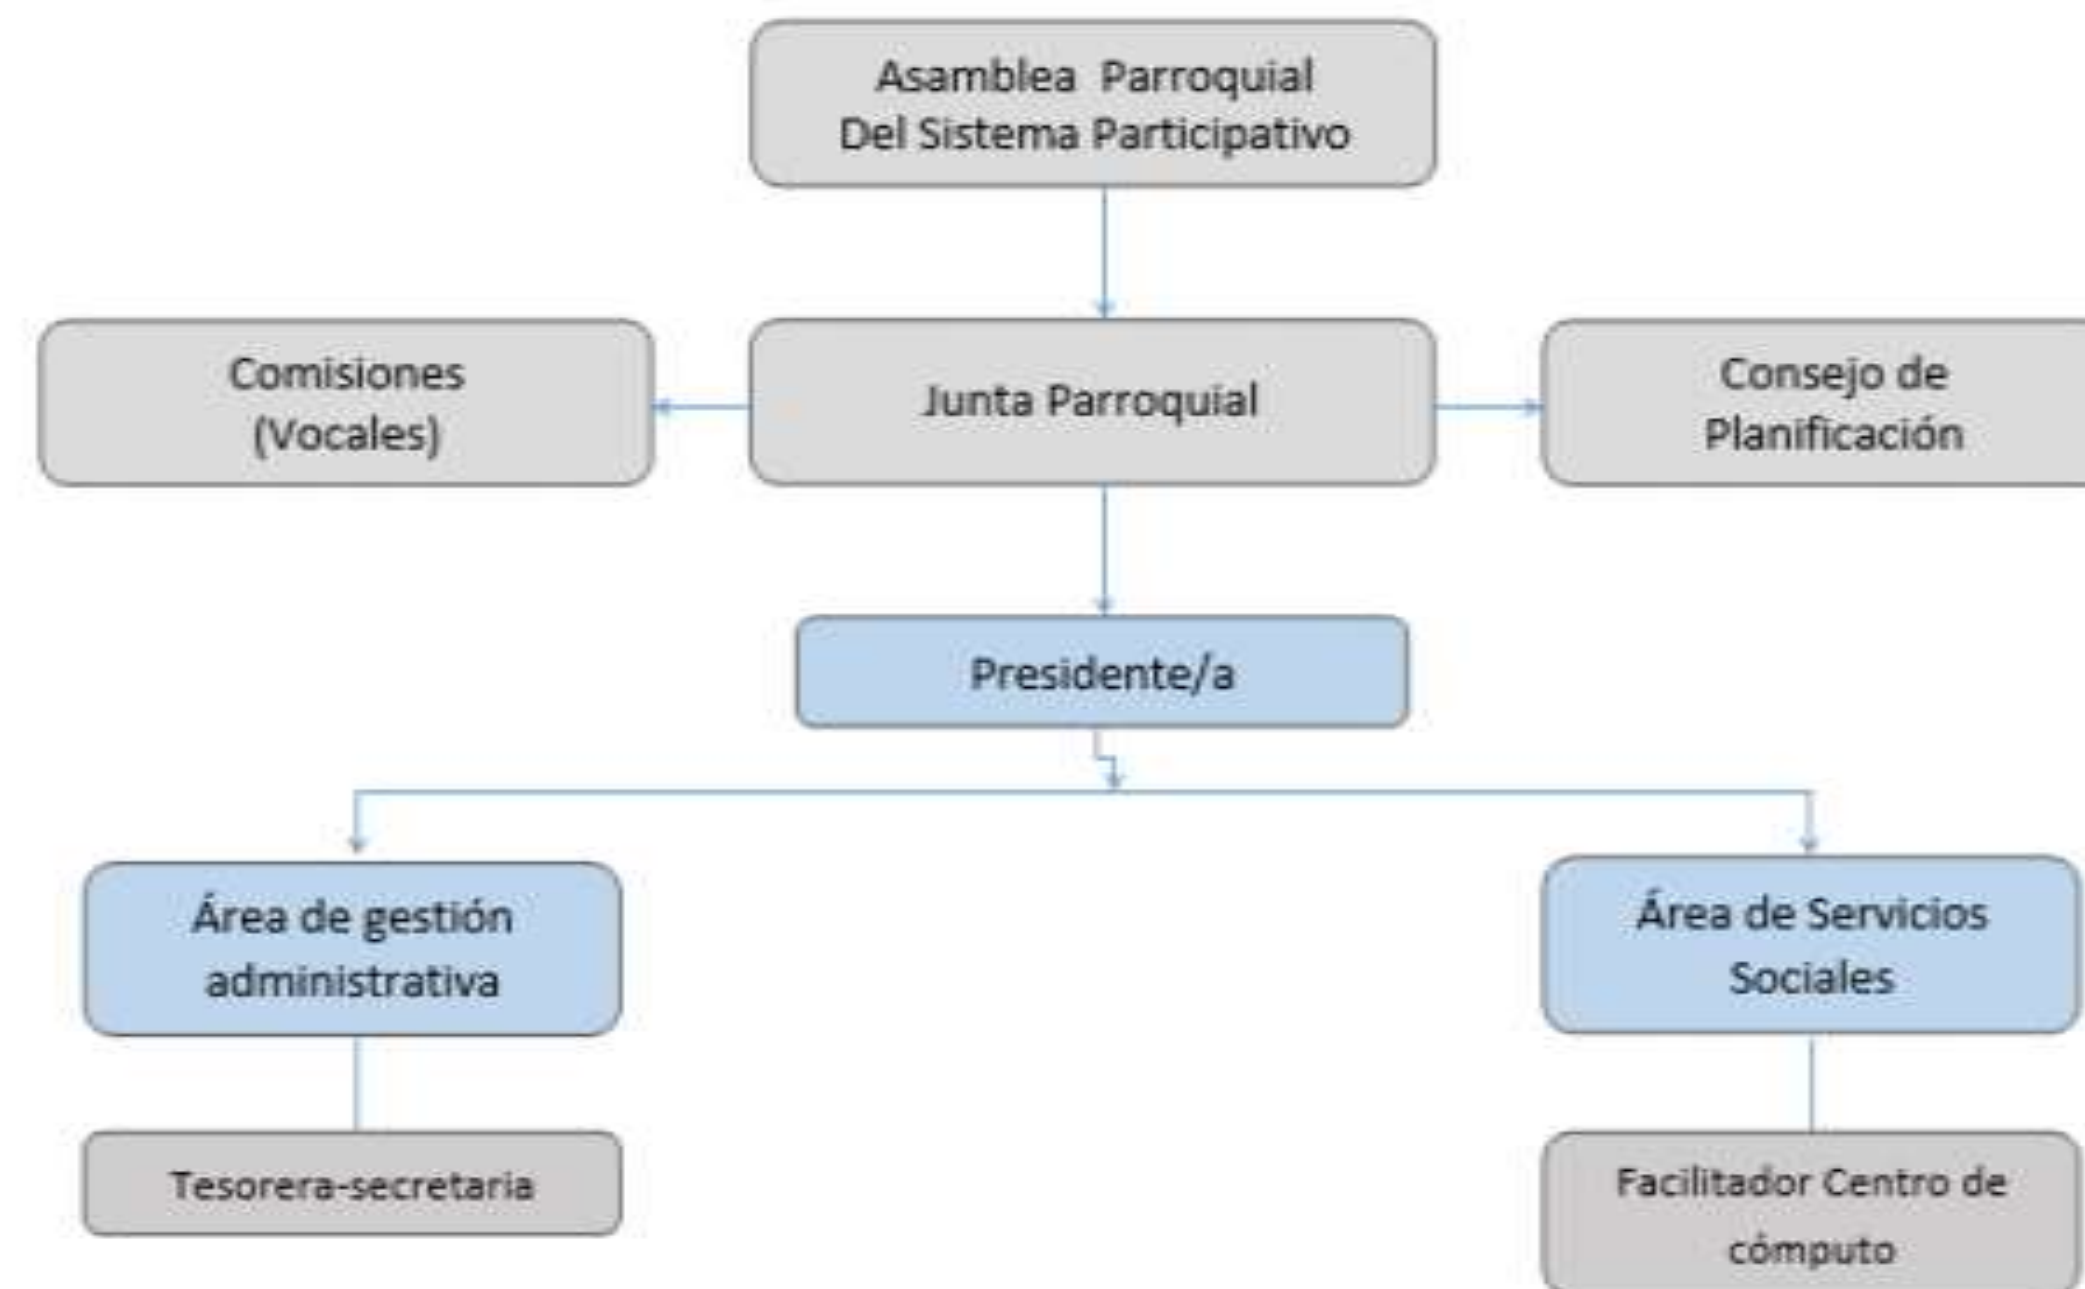 Asamblea Parroquial
Del Sistema Participativo
Comisiones
(Vocales)
Junta Parroquial
Consejo de
Planificación
Presidente/a
Área de gestión
administrativa
Área de Servicios
Sociales
Tesorera-secretaria
Facilitador Centro de
cómputo